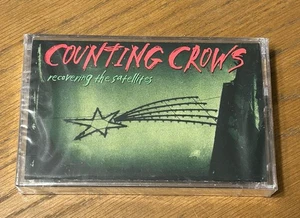 COUNTING CROWS
recovering the satellites